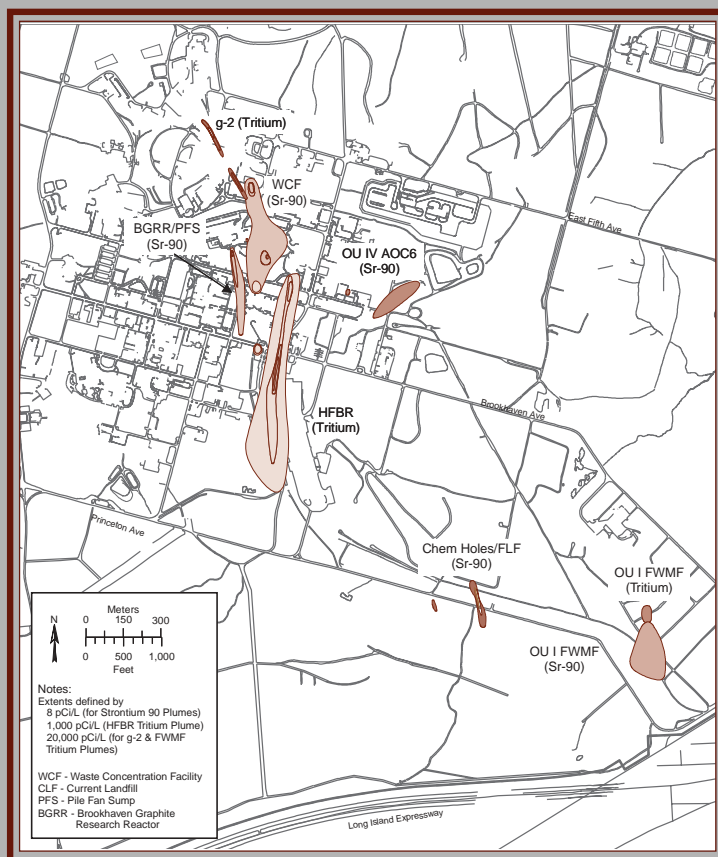 g-2 (Tritium)
WCF
(Sr-90)
BGRR/PFS
(Sr-90)
East Fifth Ave
OU IV AOC6
(Sr-90)
HFBR
(Tritium)
Brookhaven Ave
Princeton Ave
Chem Holes/FLF
(Sr-90)
OU I FWMF
(Tritium)
OU I FWMF
(Sr-90)
N
Meters
0 150 300
0 500 1,000
Feet
Notes:
Extents defined by
8 pCi/L (for Strontium 90 Plumes)
1,000 pCi/L (HFBR Tritium Plume)
20,000 pCi/L (for g-2 & FWMF
Tritium Plumes)
WCF - Waste Concentration Facility
CLF - Current Landfill
PFS - Pile Fan Sump
BGRR - Brookhaven Graphite
Research Reactor
Long Island Expressway